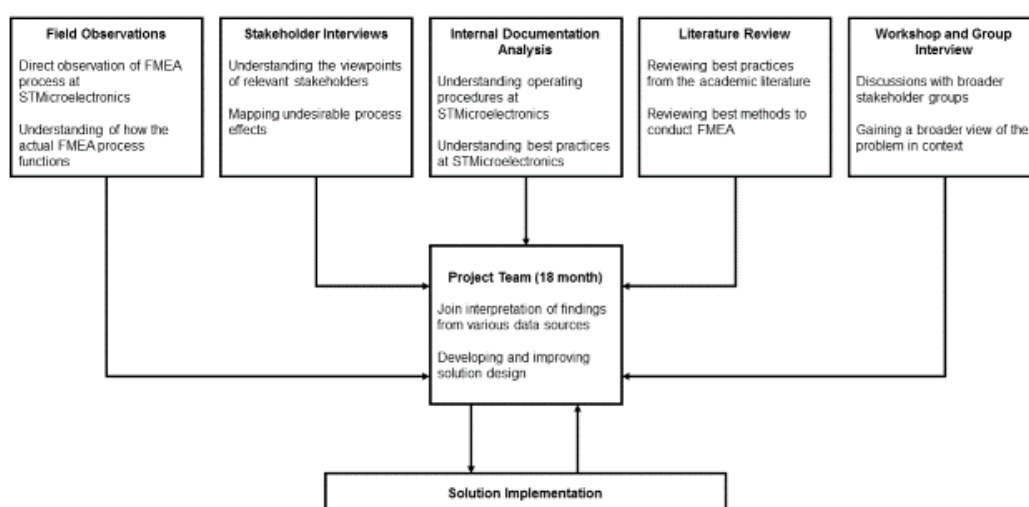 Field Observations
Direct observation of FMEA
process at
STMicroelectronics
Understanding of how the
actual FMEA process
functions
Stakeholder Interviews
Understanding the viewpoints
of relevant stakeholders
Mapping undesirable process
effects
Internal Documentation
Analysis
Understanding operating
procedures at
STMicroelectronics
Understanding best practices
at STMicroelectronics
Literature Review
Reviewing best practices
from the academic literature
Reviewing best methods to
conduct FMEA
Workshop and Group
Interview
Discussions with broader
stakeholder groups
Gaining a broader view of the
problem in context
Project Team (18 month)
Join interpretation of findings
from various data sources
Developing and improving
solution design
Solution Implementation